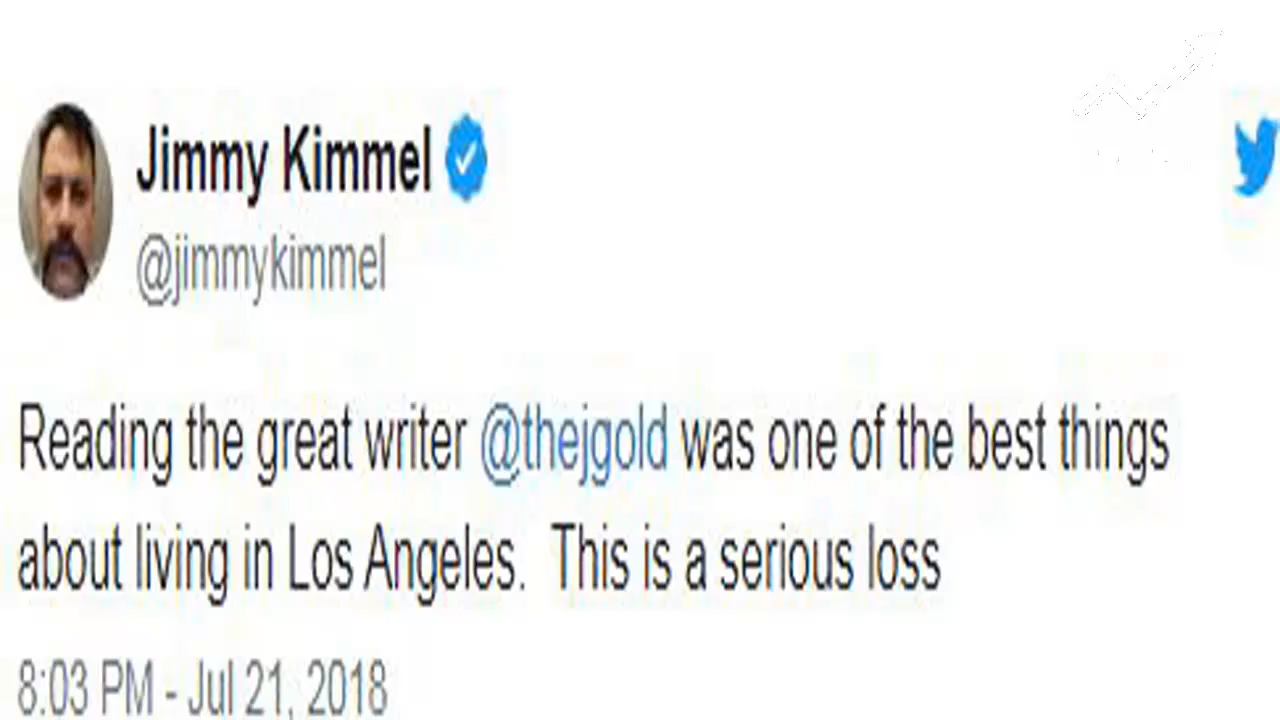 Jimmy Kimmel
@jimmykimmel
Reading the great writer @thejgold was one of the best things
about living in Los Angeles. This is a serious loss
8:03 PM - Jul 21, 2018